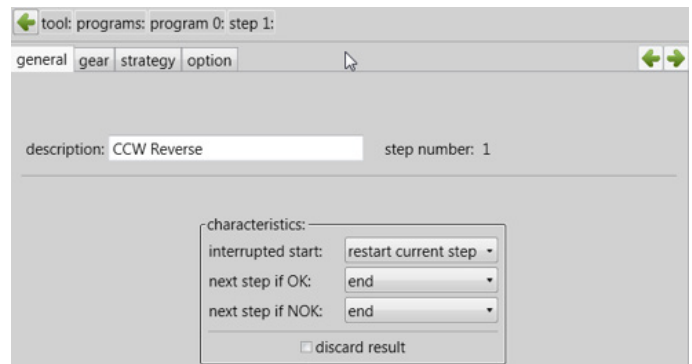 tool: programs: program 0: step 1:
general gear strategy option
description: CCW Reverse step number: 1
characteristics:
interrupted start: restart current step
next step if OK: end
next step if NOK: end
discard result